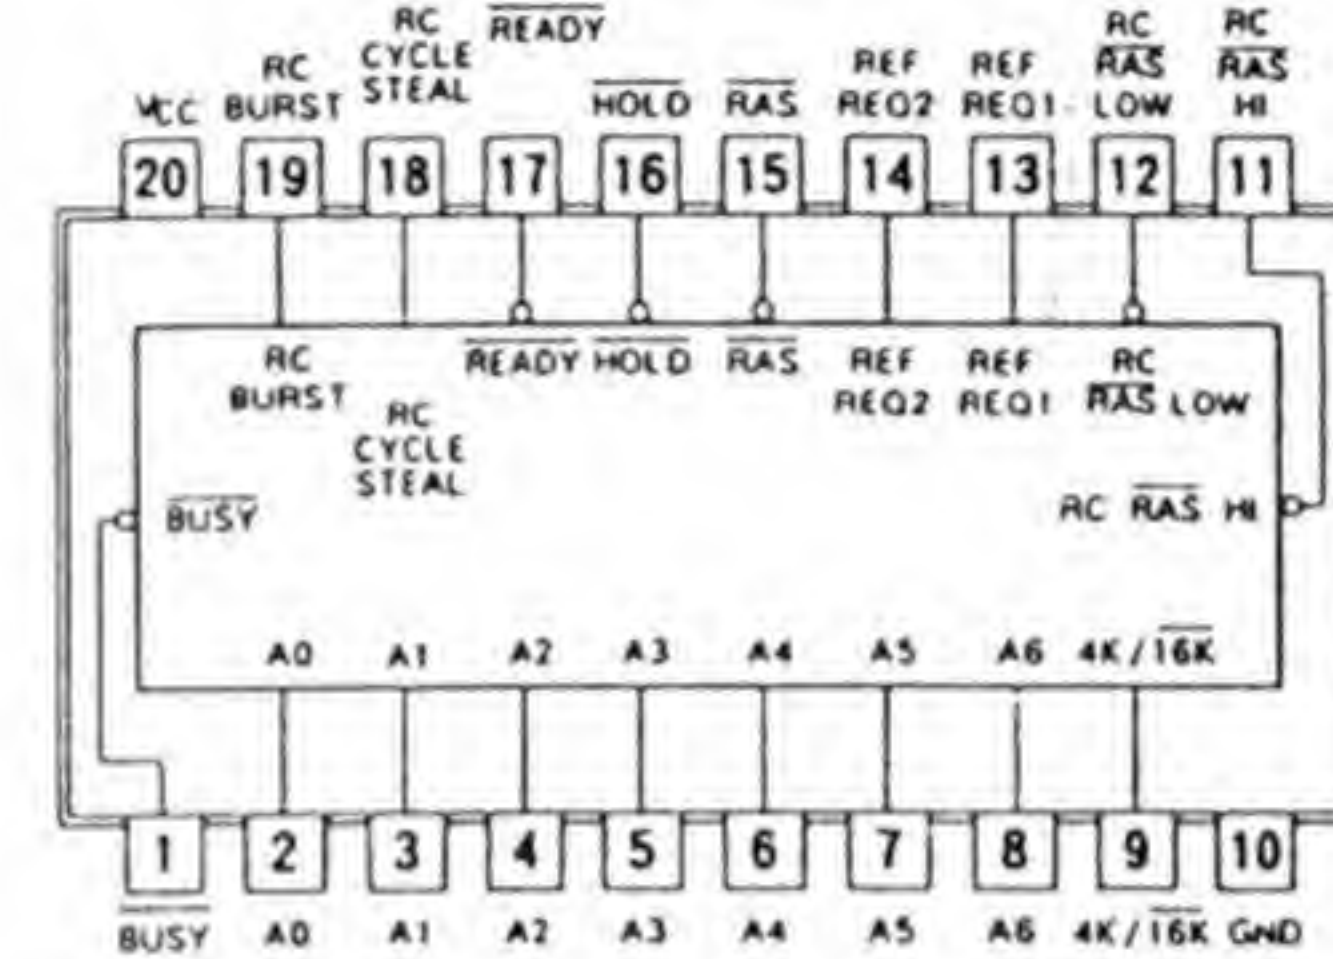 VCC
RC
BURST
RC
CYCLE
STEAL
READY
HOLD
RAS
REF
REQ2
REF
REQ1
RC
RAS
LOW
RC
RAS
HI
20 19 18 17 16 15 14 13 12 11
RC
BURST
RC
CYCLE
STEAL
READY
HOLD
RAS
REF
REQ2
REF
REQ1
RC
RAS LOW
BUSY
RC RAS HI
A0 A1 A2 A3 A4 A5 A6 4K/16K
1 2 3 4 5 6 7 8 9 10
BUSY A0 A1 A2 A3 A4 A5 A6 4K/16K GND